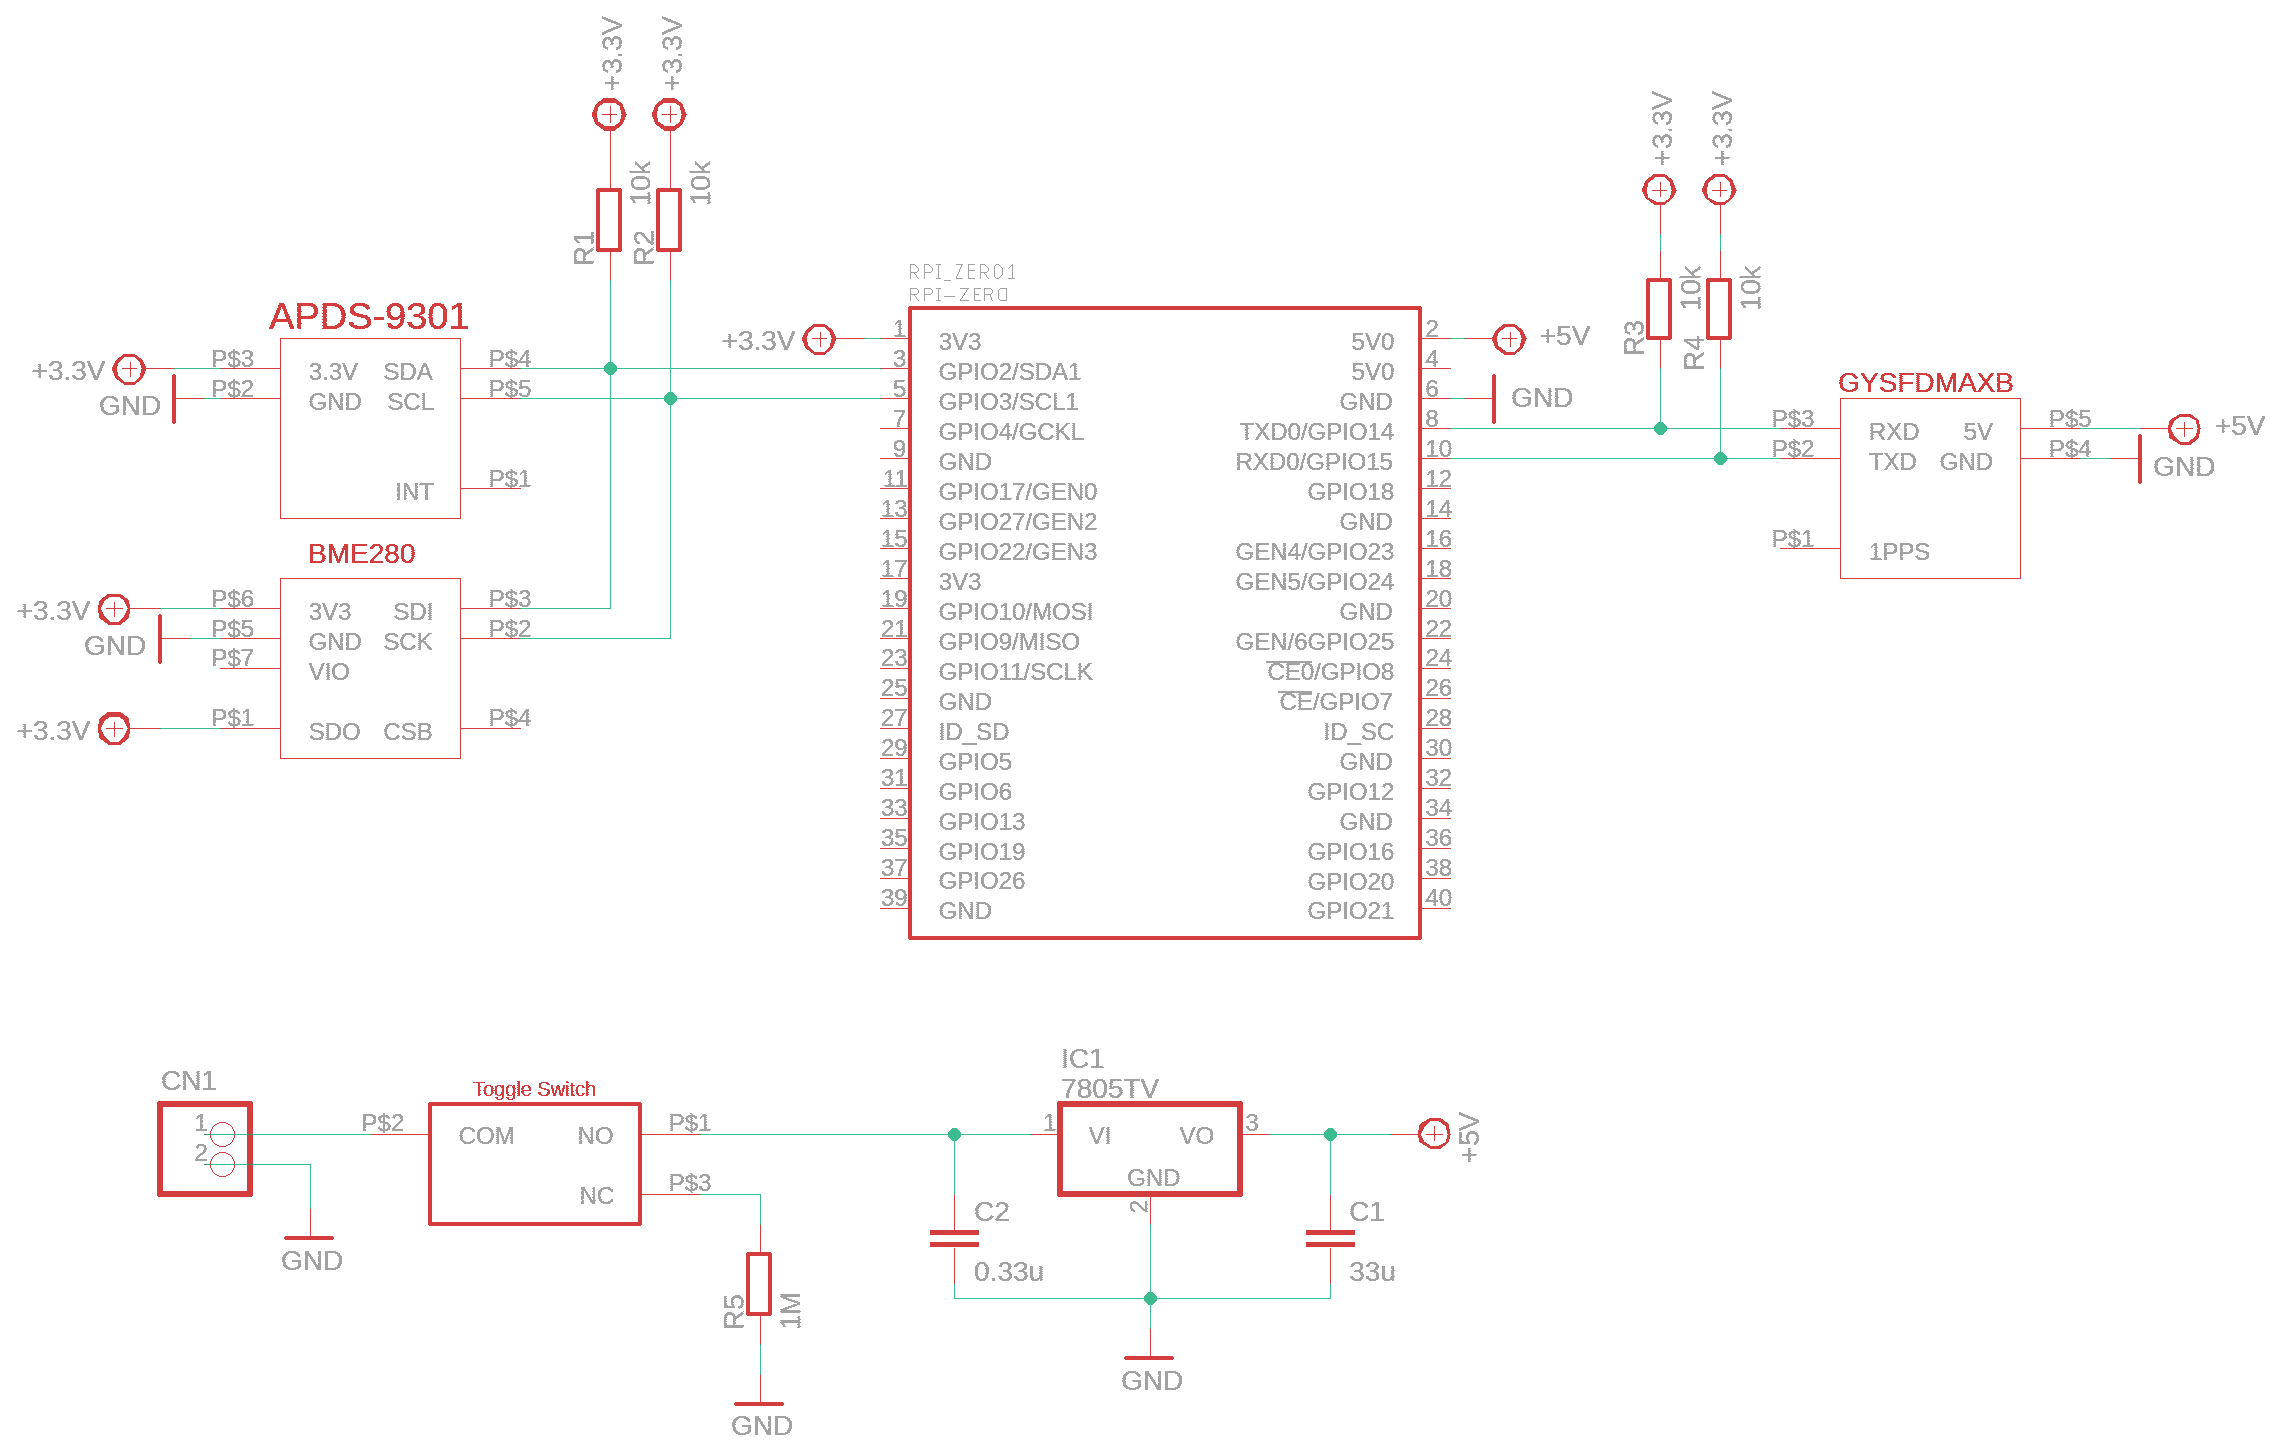 +3.3V +3.3V
R1 10k R2 10k
+3.3V +3.3V
R3 10k R4 10k
APDS-9301
+3.3V P$3 3.3V SDA P$4
GND P$2 GND SCL P$5
INT P$1
BME280
+3.3V P$6 3V3 SDI P$3
GND P$5 GND SCK P$2
P$7 VIO
+3.3V P$1 SDO CSB P$4
RPI_ZERO1
RPI-ZERO
+3.3V 1 3V3 5V0 2 +5V
3 GPIO2/SDA1 5V0 4
5 GPIO3/SCL1 GND 6 GND
7 GPIO4/GCKL TXD0/GPIO14 8
9 GND RXD0/GPIO15 10
11 GPIO17/GEN0 GPIO18 12
13 GPIO27/GEN2 GND 14
15 GPIO22/GEN3 GEN4/GPIO23 16
17 3V3 GEN5/GPIO24 18
19 GPIO10/MOSI GND 20
21 GPIO9/MISO GEN/6GPIO25 22
23 GPIO11/SCLK CE0/GPIO8 24
25 GND CE/GPIO7 26
27 ID_SD ID_SC 28
29 GPIO5 GND 30
31 GPIO6 GPIO12 32
33 GPIO13 GND 34
35 GPIO19 GPIO16 36
37 GPIO26 GPIO20 38
39 GND GPIO21 40
GYSFDMAXB
P$3 RXD 5V P$5 +5V
P$2 TXD GND P$4 GND
P$1 1PPS
CN1
1
2
GND
Toggle Switch
P$2 COM NO P$1
NC P$3
R5 1M
GND
IC1
7805TV
1 VI VO 3
GND
2
+5V
C2
0.33u
C1
33u
GND